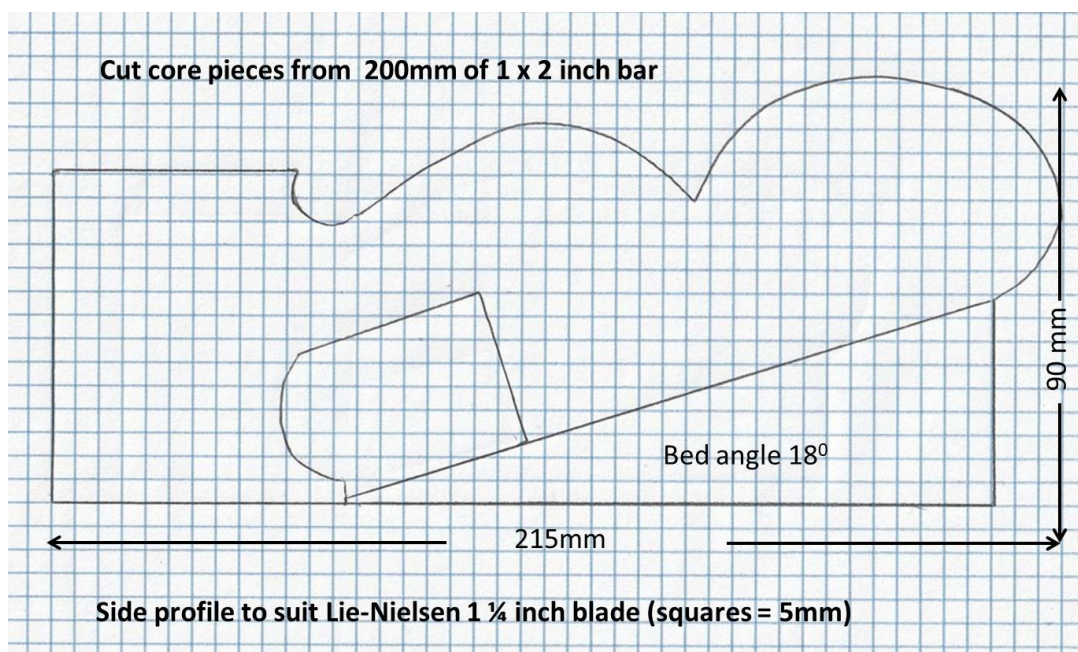 Cut core pieces from 200mm of 1 x 2 inch bar
90 mm
Bed angle 18⁰
215mm
Side profile to suit Lie-Nielsen 1 ¼ inch blade (squares = 5mm)